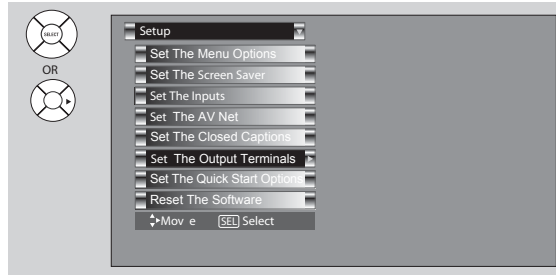 SELECT
OR
Setup
Set The Menu Options
Set The Screen Saver
Set The Inputs
Set The AV Net
Set The Closed Captions
Set The Output Terminals
Set The Quick Start Options
Reset The Software
Mov e SEL Select